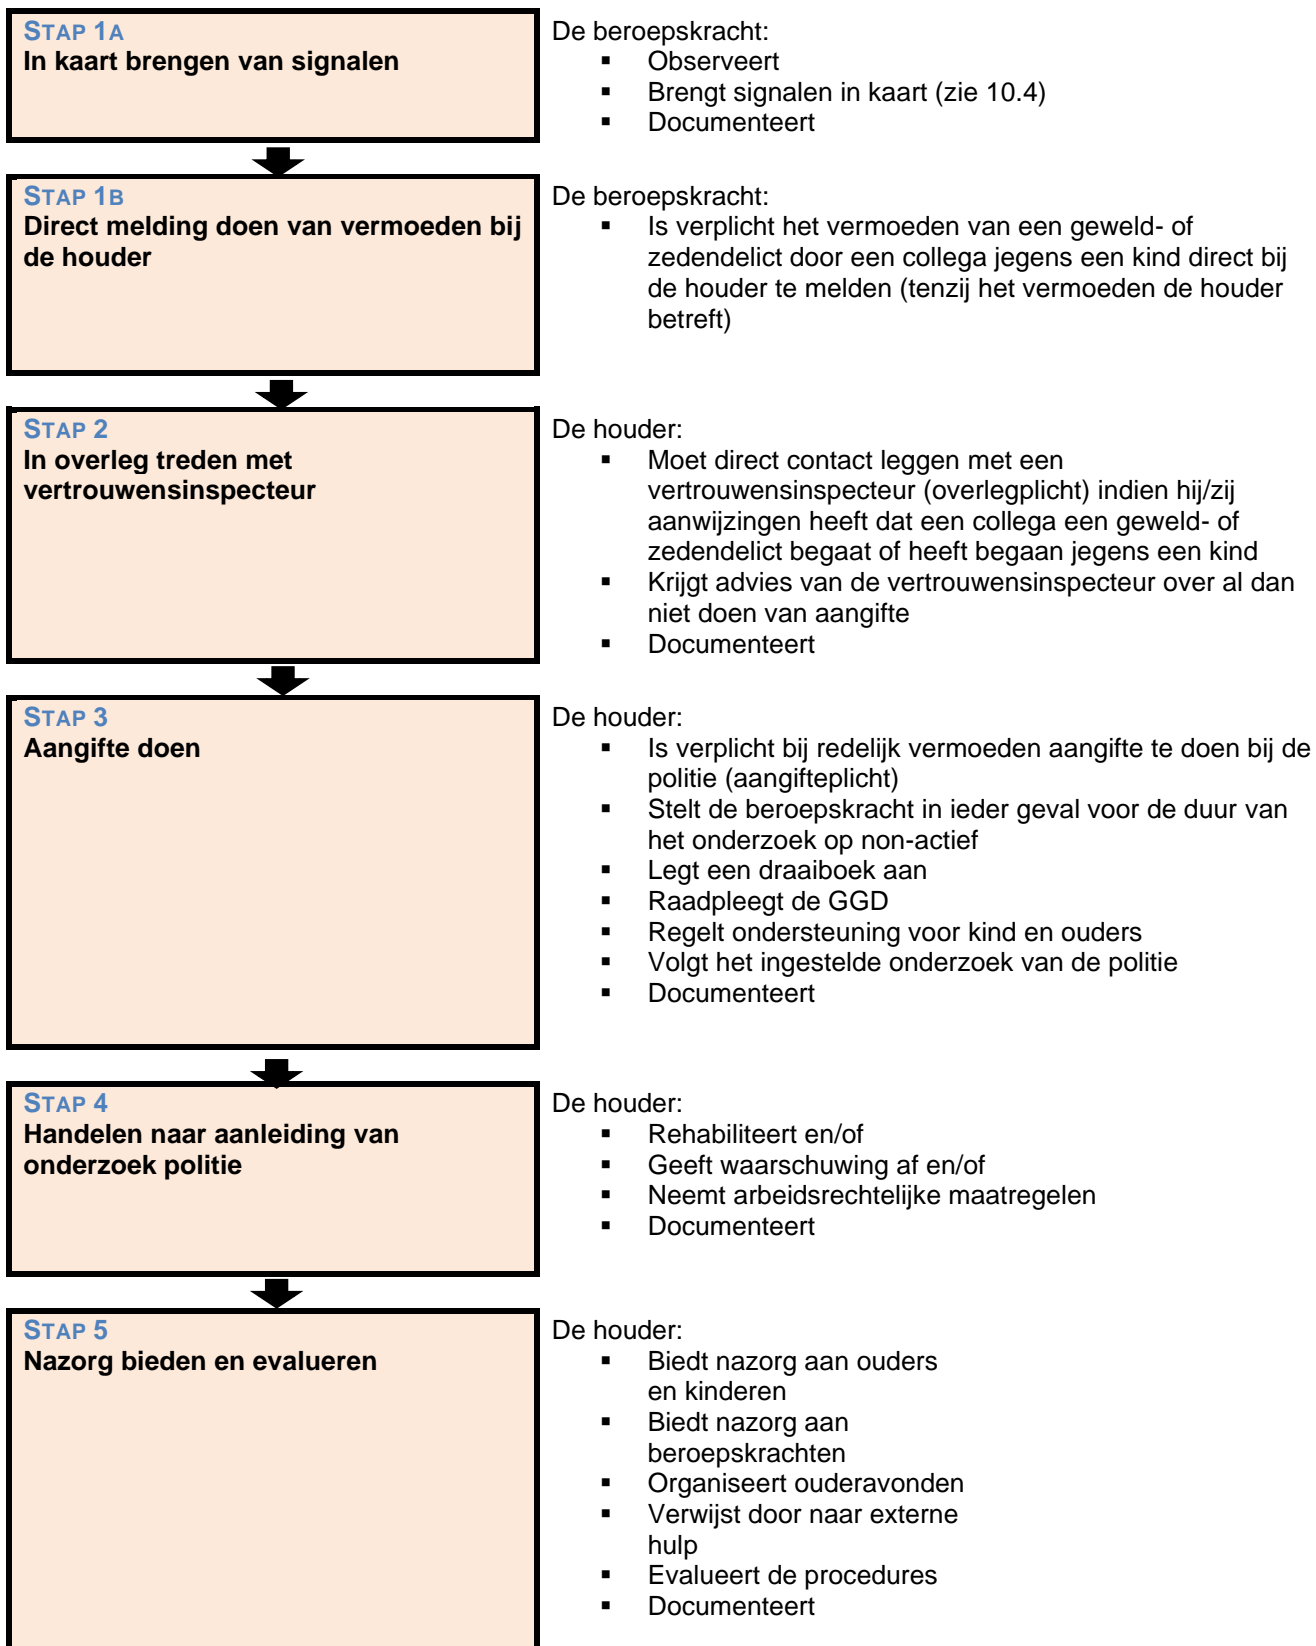 STAP 1A
In kaart brengen van signalen
De beroepskracht:
▪ Observeert
▪ Brengt signalen in kaart (zie 10.4)
▪ Documenteert
STAP 1B
Direct melding doen van vermoeden bij
de houder
De beroepskracht:
▪ Is verplicht het vermoeden van een geweld- of
zedendelict door een collega jegens een kind direct bij
de houder te melden (tenzij het vermoeden de houder
betreft)
STAP 2
In overleg treden met
vertrouwensinspecteur
De houder:
▪ Moet direct contact leggen met een
vertrouwensinspecteur (overlegplicht) indien hij/zij
aanwijzingen heeft dat een collega een geweld- of
zedendelict begaat of heeft begaan jegens een kind
▪ Krijgt advies van de vertrouwensinspecteur over al dan
niet doen van aangifte
▪ Documenteert
STAP 3
Aangifte doen
De houder:
▪ Is verplicht bij redelijk vermoeden aangifte te doen bij de
politie (aangifteplicht)
▪ Stelt de beroepskracht in ieder geval voor de duur van
het onderzoek op non-actief
▪ Legt een draaiboek aan
▪ Raadpleegt de GGD
▪ Regelt ondersteuning voor kind en ouders
▪ Volgt het ingestelde onderzoek van de politie
▪ Documenteert
STAP 4
Handelen naar aanleiding van
onderzoek politie
De houder:
▪ Rehabiliteert en/of
▪ Geeft waarschuwing af en/of
▪ Neemt arbeidsrechtelijke maatregelen
▪ Documenteert
STAP 5
Nazorg bieden en evalueren
De houder:
▪ Biedt nazorg aan ouders
en kinderen
▪ Biedt nazorg aan
beroepskrachten
▪ Organiseert ouderavonden
▪ Verwijst door naar externe
hulp
▪ Evalueert de procedures
▪ Documenteert